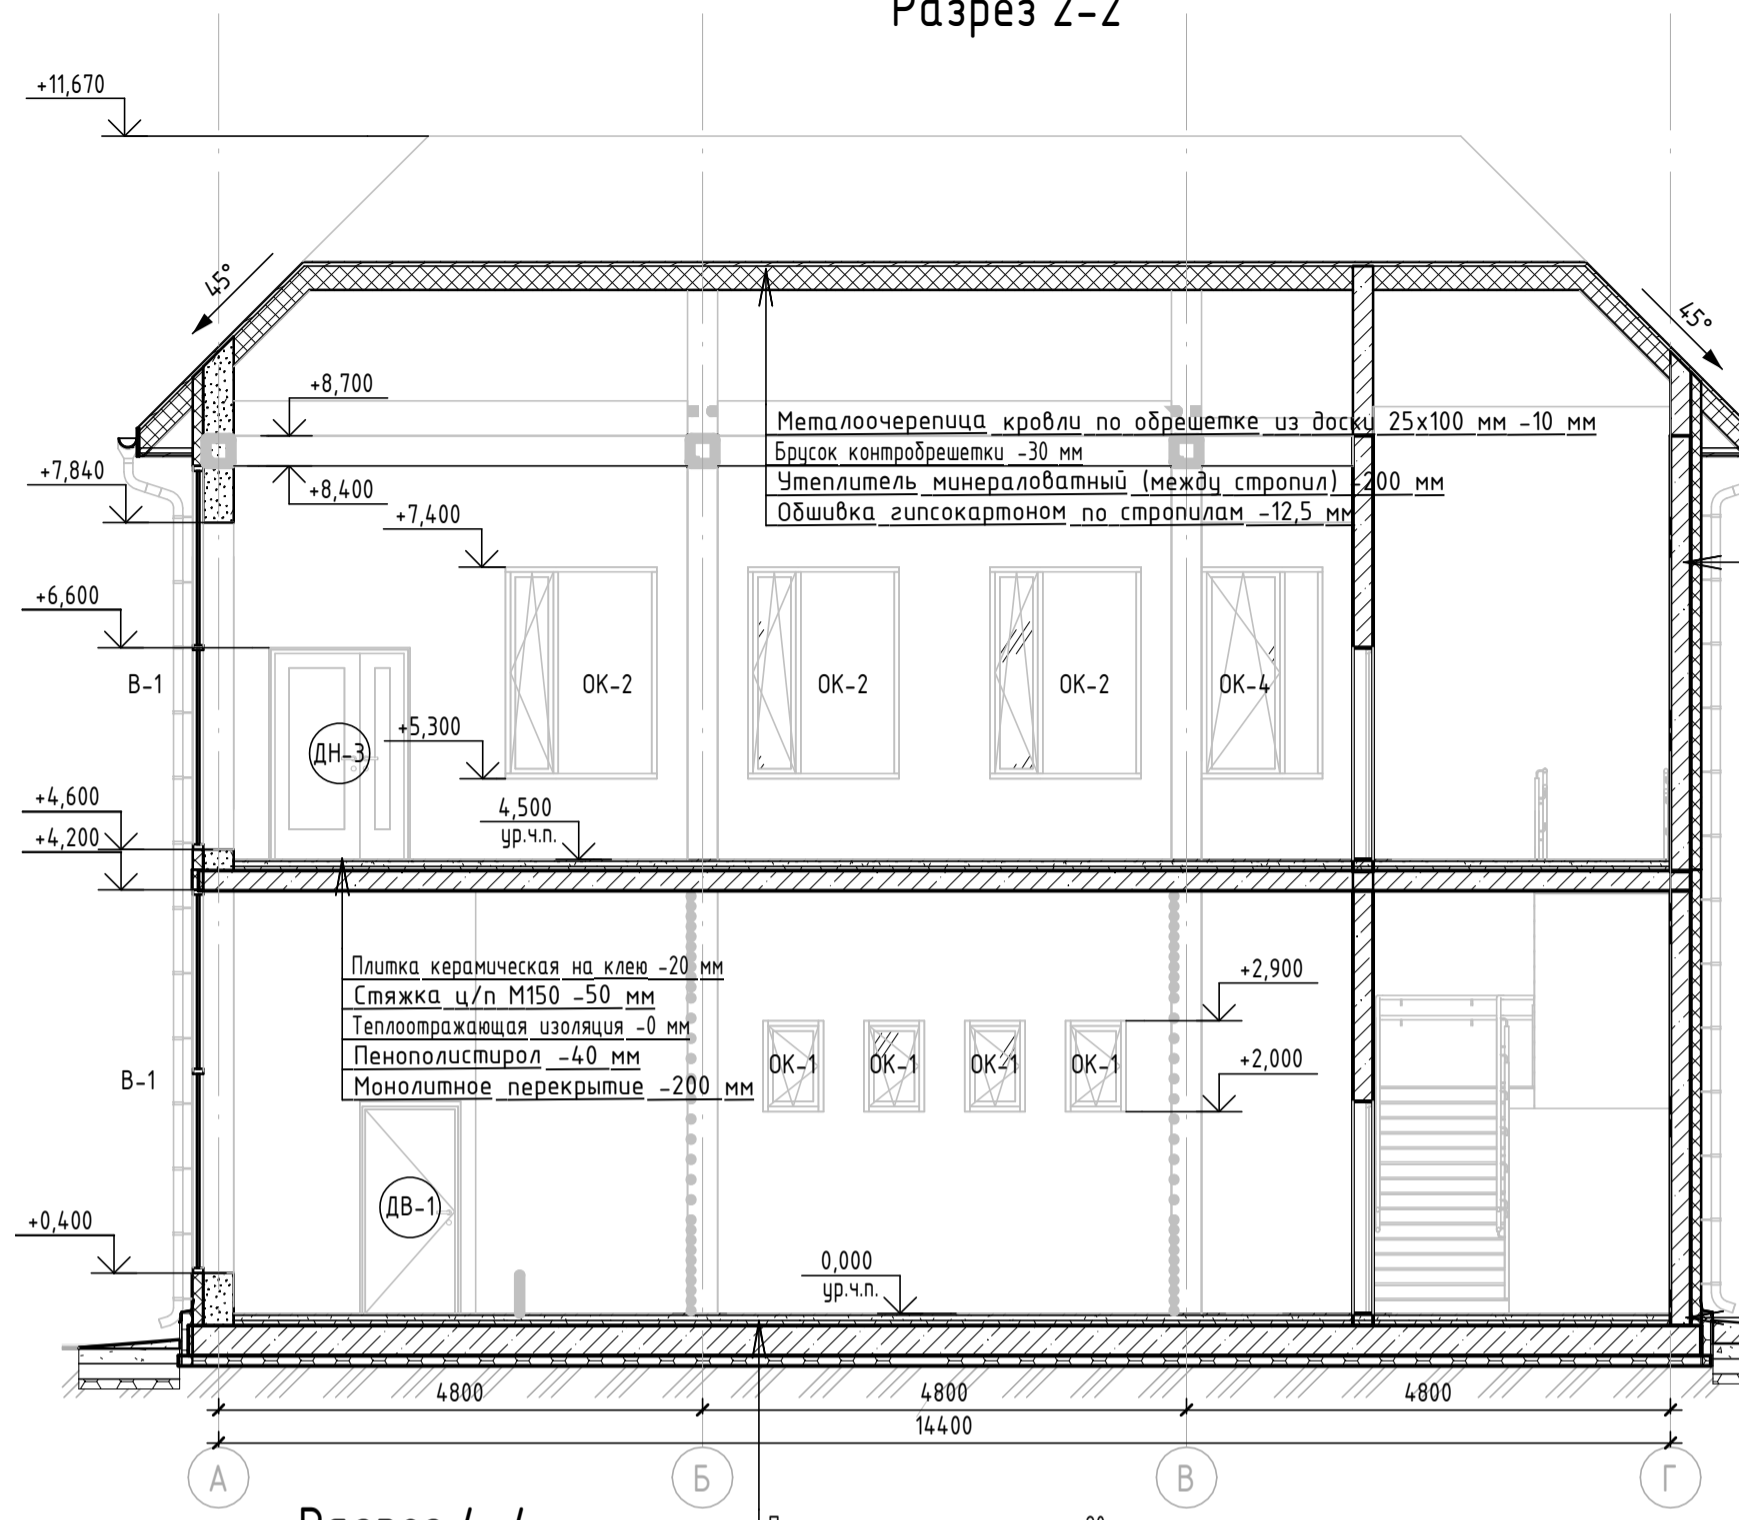 Разрез 2-2
+11,670
45°
45°
+8,700
+8,400
+7,840
+7,400
Металоочерепица кровли по обрешетке из доски 25х100 мм -10 мм
Брусок контробрешетки -30 мм
Утеплитель минераловатный (между стропил) -200 мм
Обшивка гипсокартоном по стропилам -12,5 мм
+6,600
В-1
ОК-2
ОК-2
ОК-2
ОК-4
ДН-3
+5,300
+4,600
4,500
ур.ч.п.
+4,200
Плитка керамическая на клею -20 мм
Стяжка ц/п М150 -50 мм
Теплоотражающая изоляция -0 мм
Пенополистирол -40 мм
Монолитное перекрытие -200 мм
+2,900
ОК-1
ОК-1
ОК-1
ОК-1
+2,000
В-1
ДВ-1
+0,400
0,000
ур.ч.п.
4800
4800
4800
14400
А
Б
В
Г